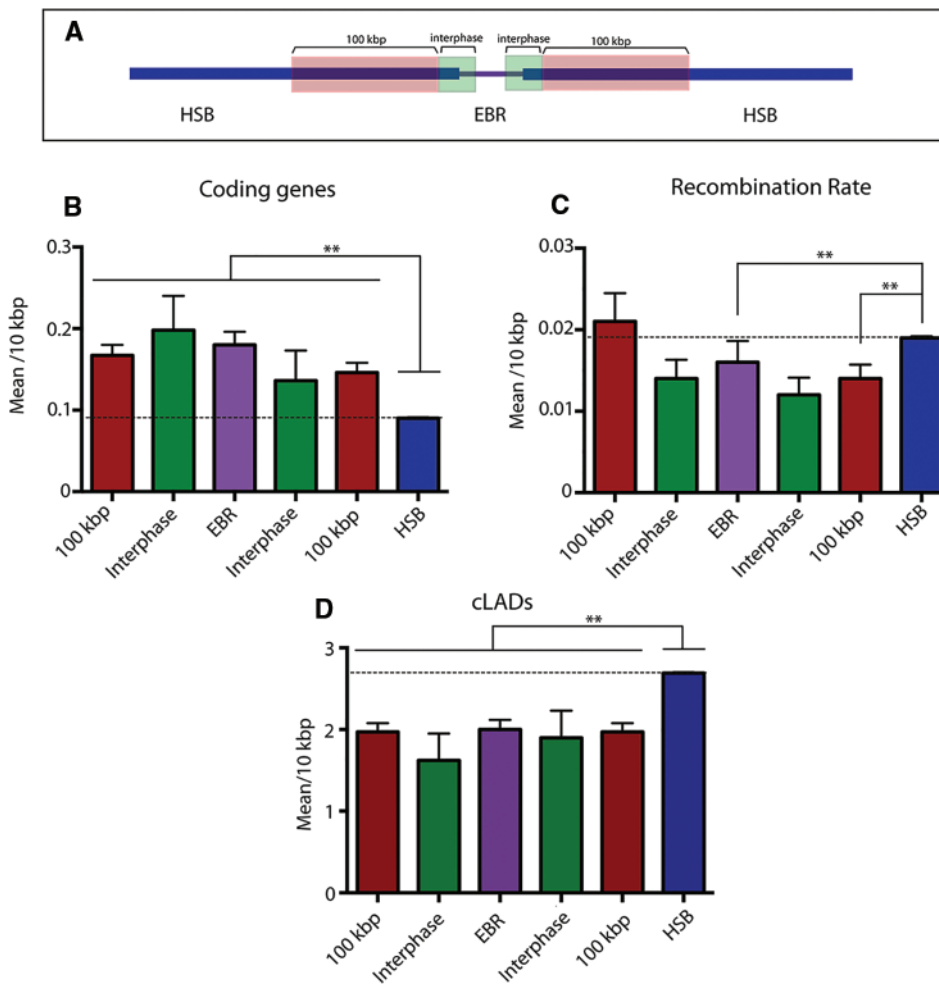 A
100 kbp
interphase
interphase
100 kbp
HSB
EBR
HSB
Coding genes
B
**
0.3
0.2
0.1
0
Mean /10 kbp
100 kbp
Interphase
EBR
Interphase
100 kbp
HSB
Recombination Rate
C
**
**
0.03
0.02
0.01
0
Mean /10 kbp
100 kbp
Interphase
EBR
Interphase
100 kbp
HSB
cLADs
D
**
3
2
1
0
Mean/10 kbp
100 kbp
Interphase
EBR
Interphase
100 kbp
HSB